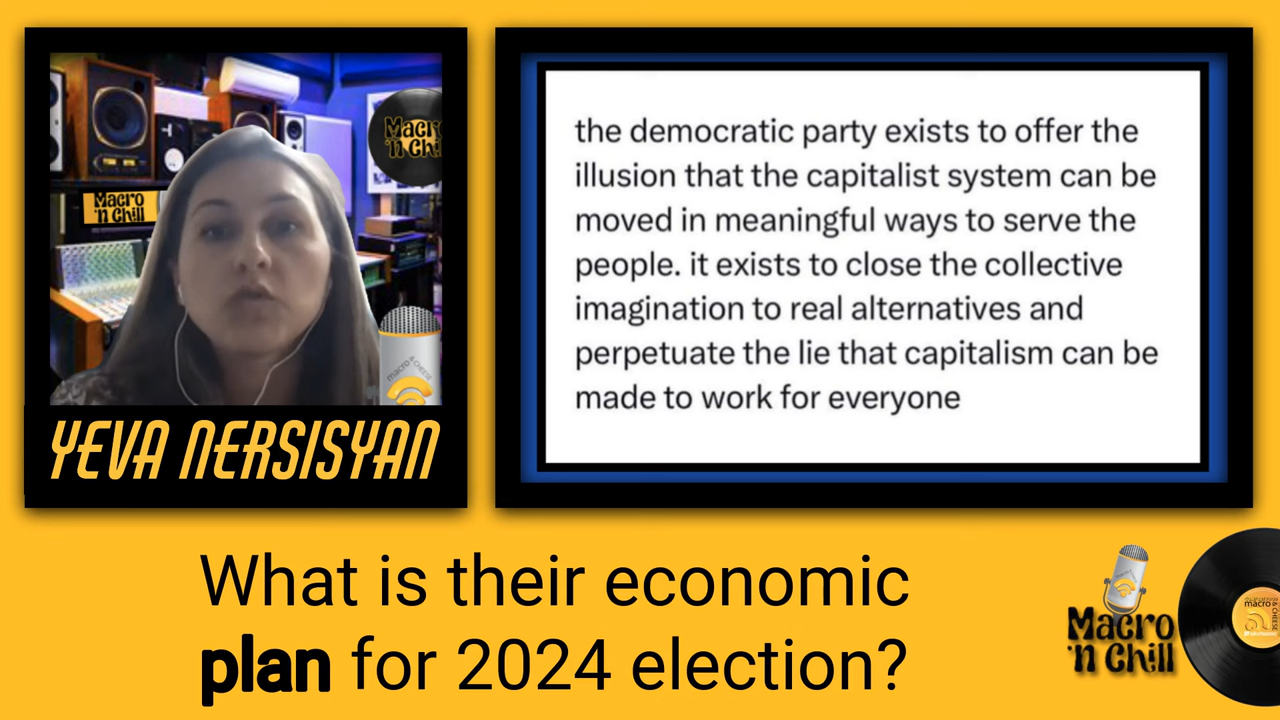 Macro
'N Chill
YEVA NERSISYAN
the democratic party exists to offer the
illusion that the capitalist system can be
moved in meaningful ways to serve the
people. it exists to close the collective
imagination to real alternatives and
perpetuate the lie that capitalism can be
made to work for everyone
What is their economic
plan for 2024 election?
Macro
'N Chill
macro